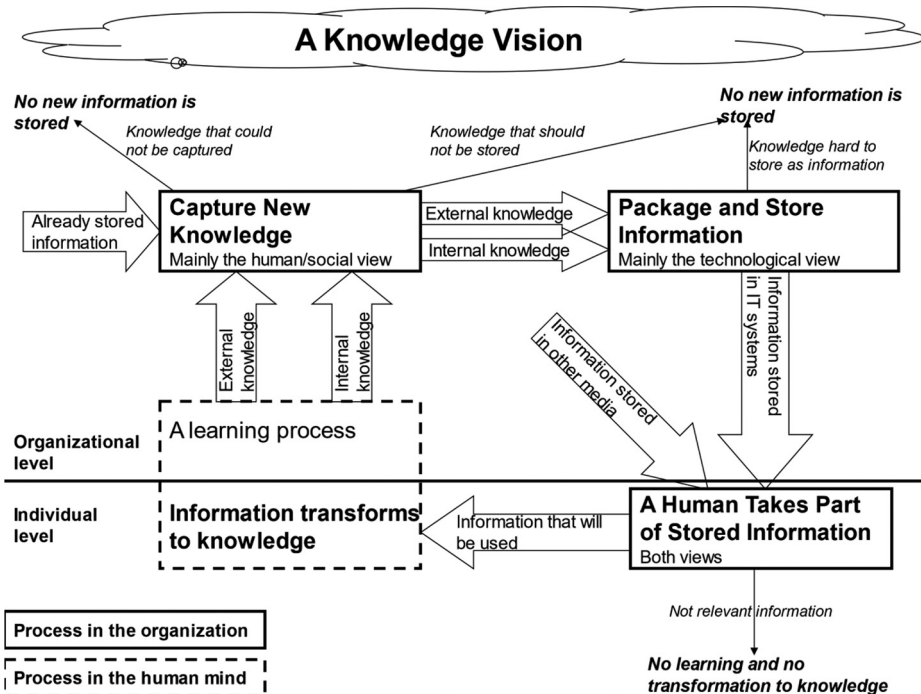 A Knowledge Vision
No new information is
stored
Knowledge that could
not be captured
Knowledge that should
not be stored
No new information is
stored
Knowledge hard to
store as information
Already stored
information
Capture New
Knowledge
Mainly the human/social view
External knowledge
Internal knowledge
Package and Store
Information
Mainly the technological view
External
knowledge
Internal
knowledge
Information stored
in other media
Information stored
in IT systems
A learning process
Organizational
level
Individual
level
Information transforms
to knowledge
Information that will
be used
A Human Takes Part
of Stored Information
Both views
Not relevant information
No learning and no
transformation to knowledge
Process in the organization
Process in the human mind